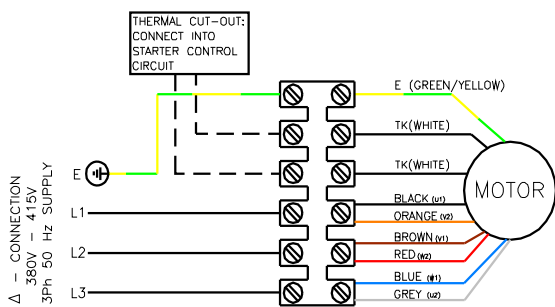 THERMAL CUT-OUT:
CONNECT INTO
STARTER CONTROL
CIRCUIT
E (GREEN/YELLOW)
TK(WHITE)
TK(WHITE)
E
MOTOR
BLACK (U1)
L1
ORANGE (V2)
BROWN (V1)
L2
RED (W2)
BLUE (W1)
L3
GREY (U2)
Δ - CONNECTION
380V - 415V
3Ph 50 Hz SUPPLY